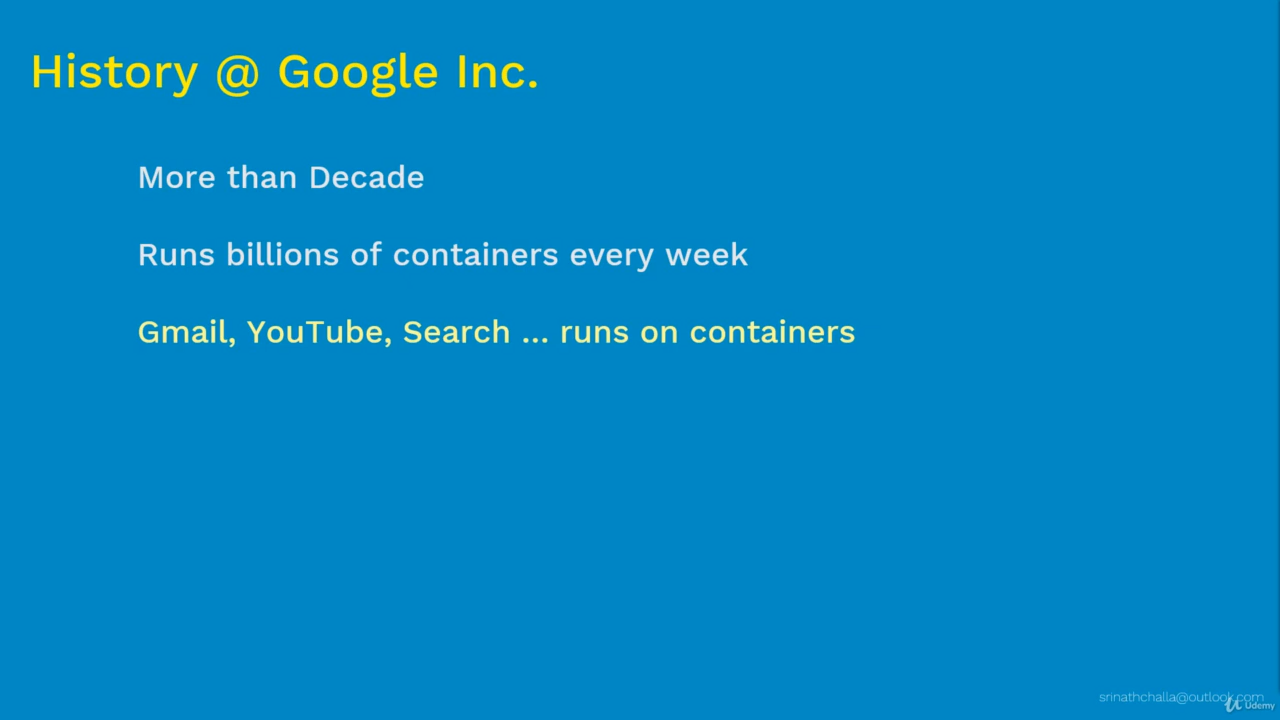 History @ Google Inc.
More than Decade
Runs billions of containers every week
Gmail, YouTube, Search ... runs on containers
srinathchalla@outlook.com
Udemy